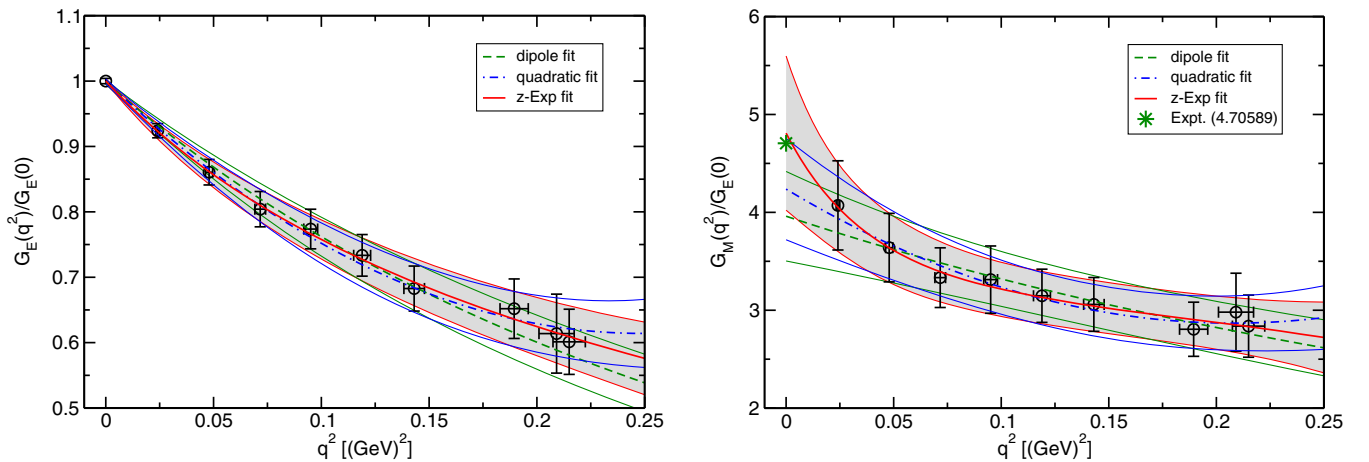 1.1
1
0.9
0.8
0.7
0.6
0.5
G_E(q^2)/G_E(0)
dipole fit
quadratic fit
z-Exp fit
0 0.05 0.1 0.15 0.2 0.25
q^2 [(GeV)^2]
6
5
4
3
2
G_M(q^2)/G_E(0)
dipole fit
quadratic fit
z-Exp fit
Expt. (4.70589)
0 0.05 0.1 0.15 0.2 0.25
q^2 [(GeV)^2]